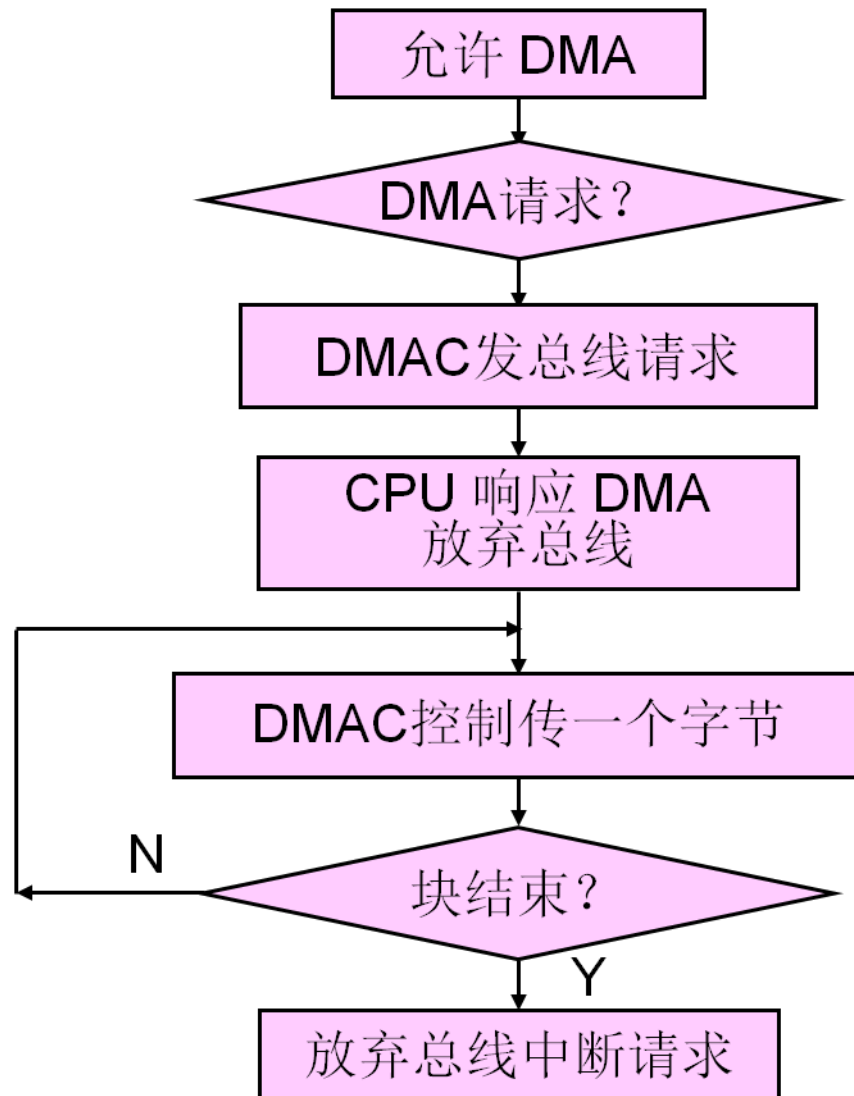 允许 DMA
DMA请求？
DMAC发总线请求
CPU 响应 DMA
放弃总线
DMAC控制传一个字节
N
块结束？
Y
放弃总线中断请求